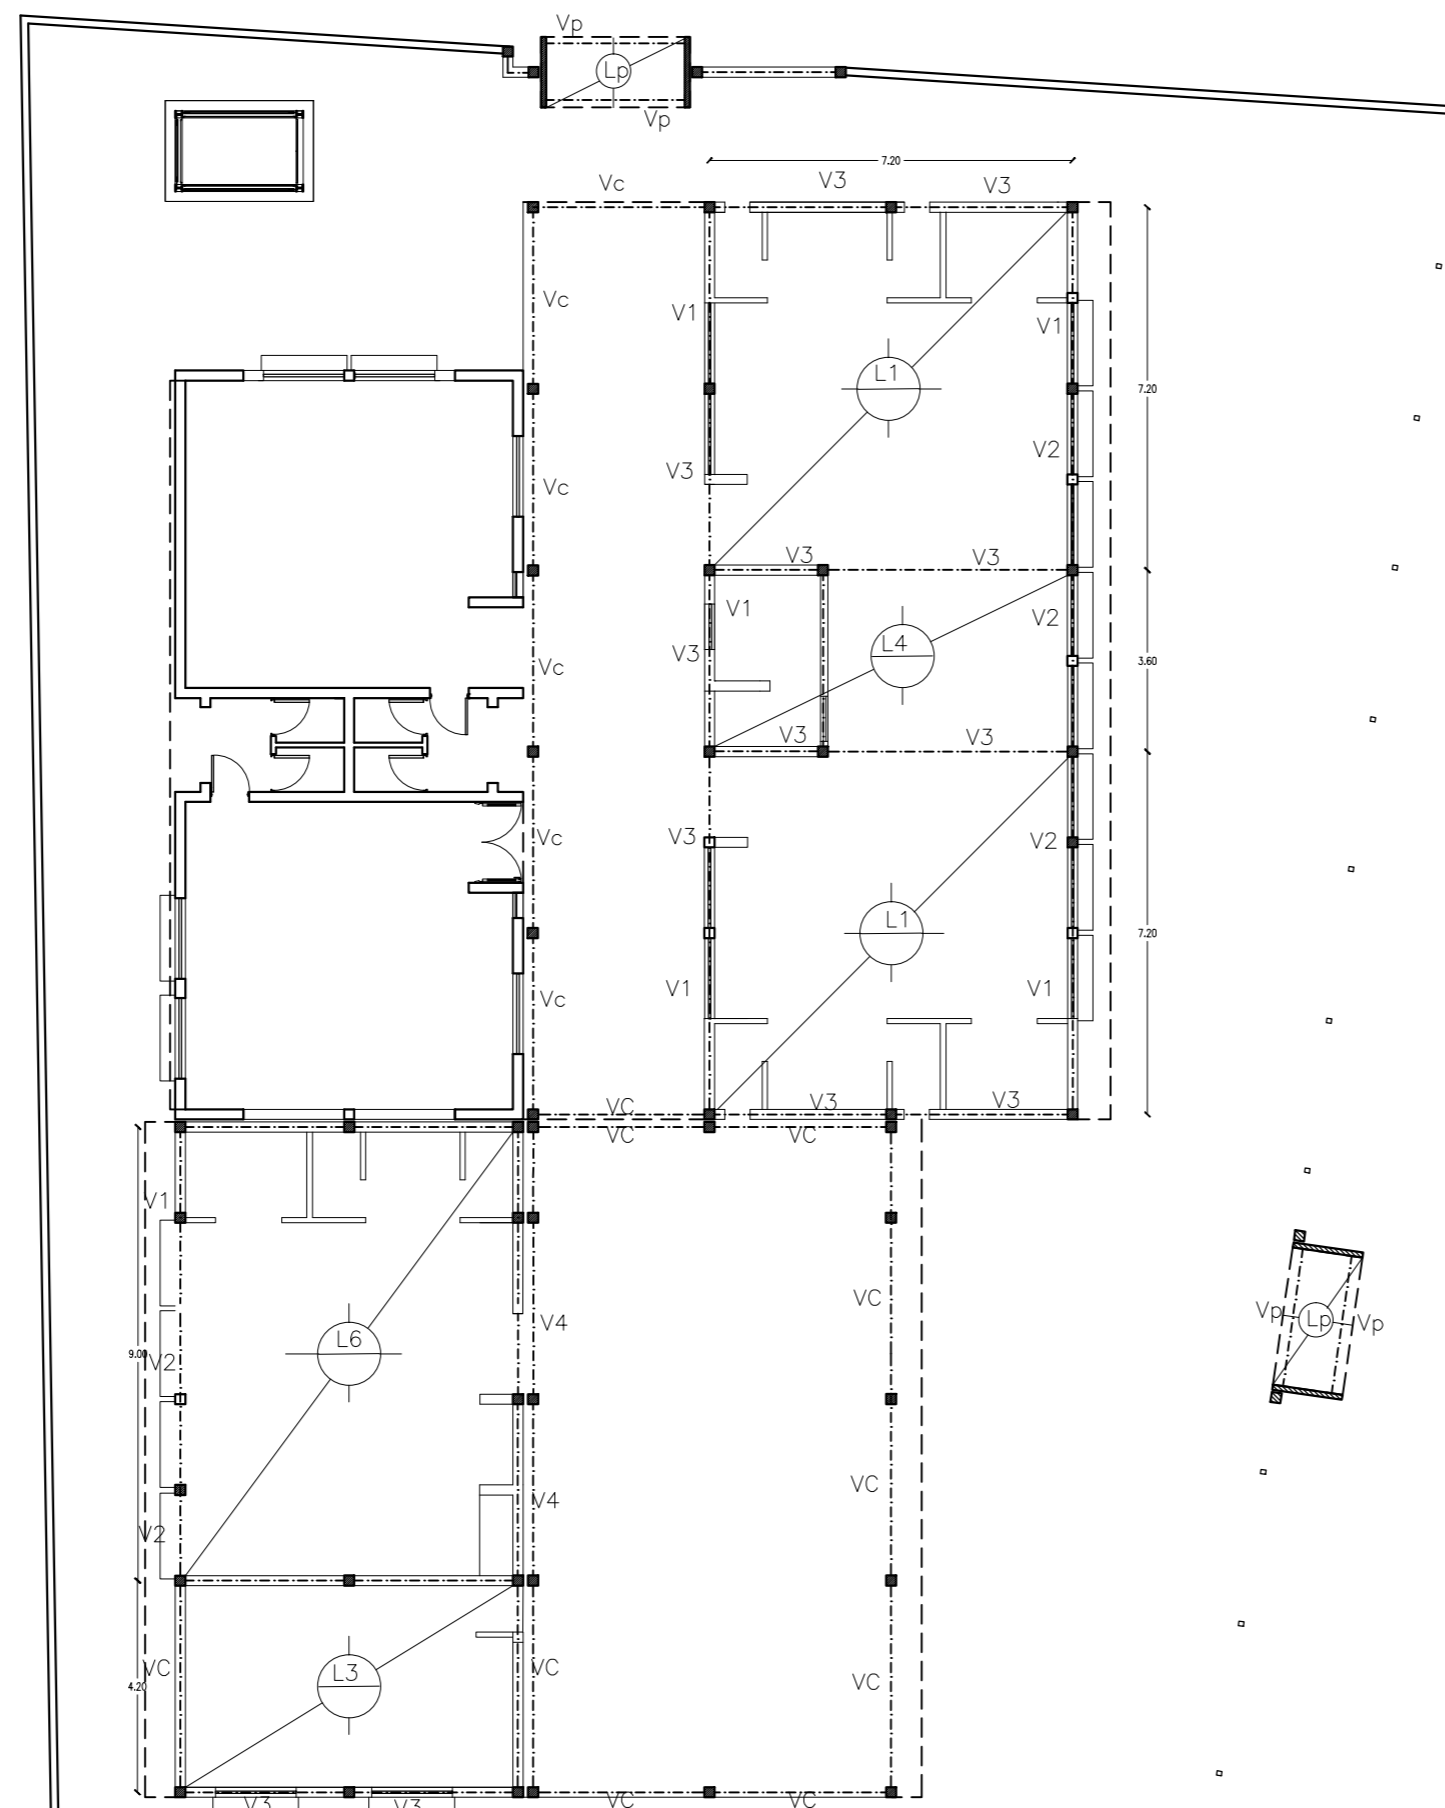 Vp
Lp
Vp
7.20
Vc V3 V3
Vc V1 V1
L1 7.20
V2
V3
Vc
V3 V3
V1 V2
L4
V3 3.60
Vc
V3 V3
Vc V3 V2
L1 7.20
V1 V1
Vc
VC V3 V3
VC VC
V1
VC
Vp Lp Vp
V4
L6
9.00 V2
VC
V4
V2
VC L3 VC VC
4.20
V3 V3 VC VC